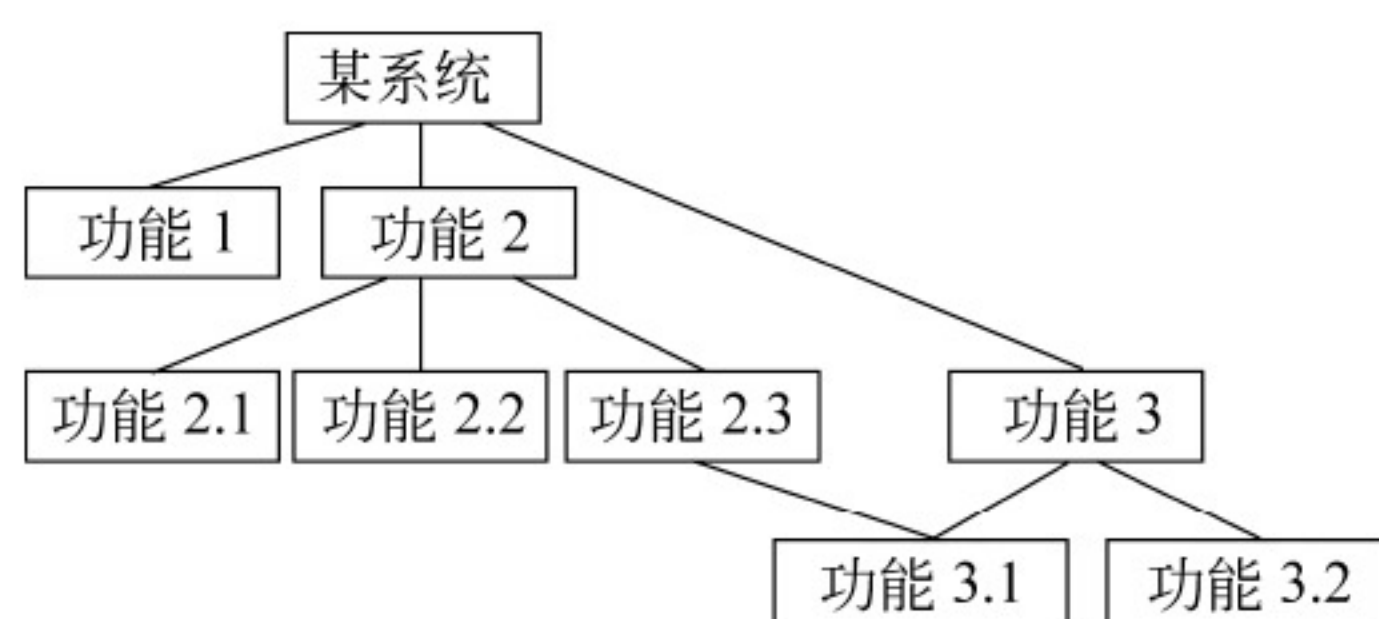 某系统
功能 1
功能 2
功能 2.1
功能 2.2
功能 2.3
功能 3
功能 3.1
功能 3.2